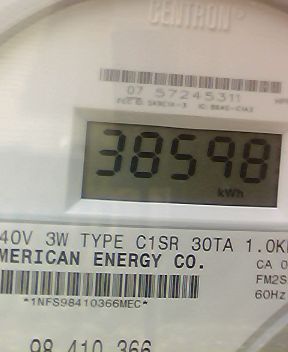 CENTRON®
07 57245311
38598
kWh
40V 3W TYPE C1SR 30TA 1.0K
MERICAN ENERGY CO.
CA 0
FM2S
*1NFS98410366MEC*
60Hz
98 410 366